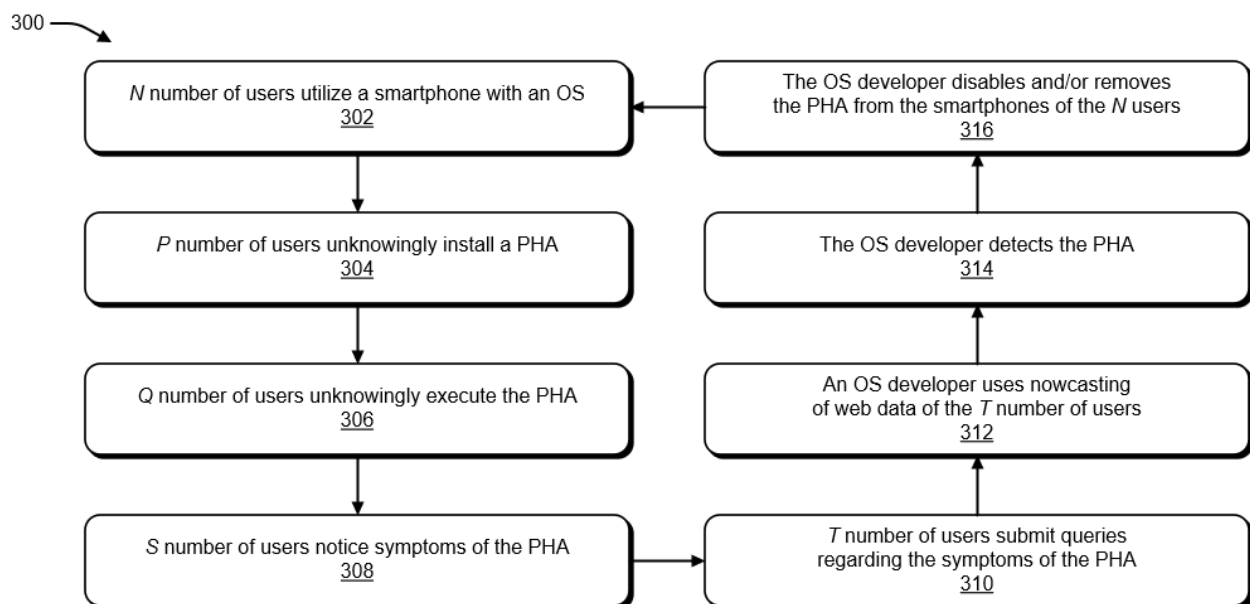 300
N number of users utilize a smartphone with an OS
302
P number of users unknowingly install a PHA
304
Q number of users unknowingly execute the PHA
306
S number of users notice symptoms of the PHA
308
T number of users submit queries
regarding the symptoms of the PHA
310
An OS developer uses nowcasting
of web data of the T number of users
312
The OS developer detects the PHA
314
The OS developer disables and/or removes
the PHA from the smartphones of the N users
316